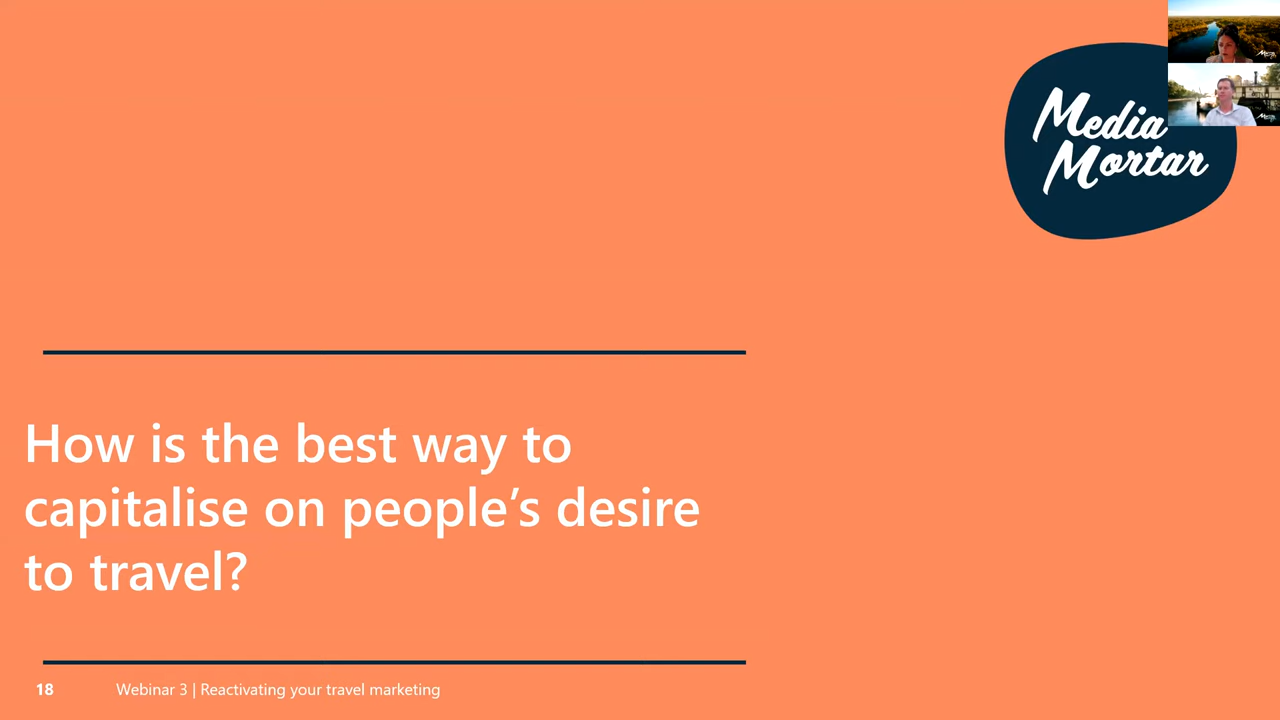 Media
Mortar
How is the best way to
capitalise on people's desire
to travel?
18
Webinar 3 | Reactivating your travel marketing